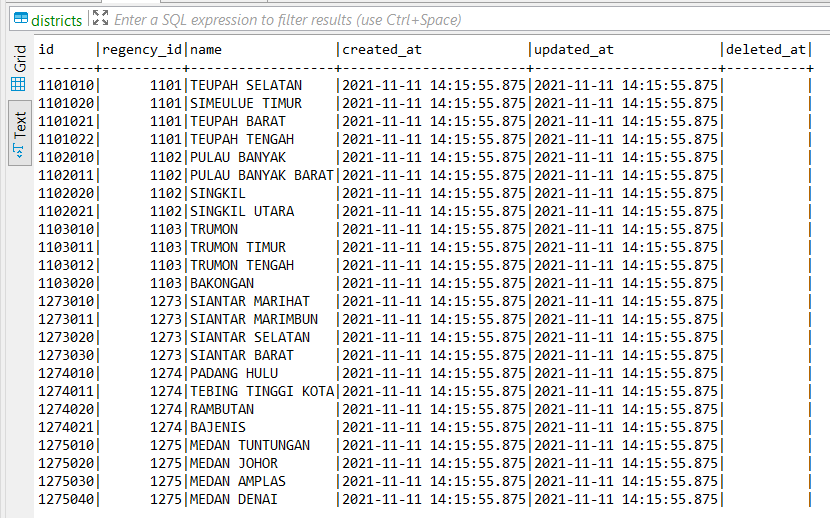 districts Enter a SQL expression to filter results (use Ctrl+Space)
Grid
Text
id     |regency_id|name              |created_at             |updated_at             |deleted_at|
-------+----------+------------------+-----------------------+-----------------------+----------+
1101010|      1101|TEUPAH SELATAN    |2021-11-11 14:15:55.875|2021-11-11 14:15:55.875|          |
1101020|      1101|SIMEULUE TIMUR    |2021-11-11 14:15:55.875|2021-11-11 14:15:55.875|          |
1101021|      1101|TEUPAH BARAT      |2021-11-11 14:15:55.875|2021-11-11 14:15:55.875|          |
1101022|      1101|TEUPAH TENGAH     |2021-11-11 14:15:55.875|2021-11-11 14:15:55.875|          |
1102010|      1102|PULAU BANYAK      |2021-11-11 14:15:55.875|2021-11-11 14:15:55.875|          |
1102011|      1102|PULAU BANYAK BARAT|2021-11-11 14:15:55.875|2021-11-11 14:15:55.875|          |
1102020|      1102|SINGKIL           |2021-11-11 14:15:55.875|2021-11-11 14:15:55.875|          |
1102021|      1102|SINGKIL UTARA     |2021-11-11 14:15:55.875|2021-11-11 14:15:55.875|          |
1103010|      1103|TRUMON            |2021-11-11 14:15:55.875|2021-11-11 14:15:55.875|          |
1103011|      1103|TRUMON TIMUR      |2021-11-11 14:15:55.875|2021-11-11 14:15:55.875|          |
1103012|      1103|TRUMON TENGAH     |2021-11-11 14:15:55.875|2021-11-11 14:15:55.875|          |
1103020|      1103|BAKONGAN          |2021-11-11 14:15:55.875|2021-11-11 14:15:55.875|          |
1273010|      1273|SIANTAR MARIHAT   |2021-11-11 14:15:55.875|2021-11-11 14:15:55.875|          |
1273011|      1273|SIANTAR MARIMBUN  |2021-11-11 14:15:55.875|2021-11-11 14:15:55.875|          |
1273020|      1273|SIANTAR SELATAN   |2021-11-11 14:15:55.875|2021-11-11 14:15:55.875|          |
1273030|      1273|SIANTAR BARAT     |2021-11-11 14:15:55.875|2021-11-11 14:15:55.875|          |
1274010|      1274|PADANG HULU       |2021-11-11 14:15:55.875|2021-11-11 14:15:55.875|          |
1274011|      1274|TEBING TINGGI KOTA|2021-11-11 14:15:55.875|2021-11-11 14:15:55.875|          |
1274020|      1274|RAMBUTAN          |2021-11-11 14:15:55.875|2021-11-11 14:15:55.875|          |
1274021|      1274|BAJENIS           |2021-11-11 14:15:55.875|2021-11-11 14:15:55.875|          |
1275010|      1275|MEDAN TUNTUNGAN   |2021-11-11 14:15:55.875|2021-11-11 14:15:55.875|          |
1275020|      1275|MEDAN JOHOR       |2021-11-11 14:15:55.875|2021-11-11 14:15:55.875|          |
1275030|      1275|MEDAN AMPLAS      |2021-11-11 14:15:55.875|2021-11-11 14:15:55.875|          |
1275040|      1275|MEDAN DENAI       |2021-11-11 14:15:55.875|2021-11-11 14:15:55.875|          |